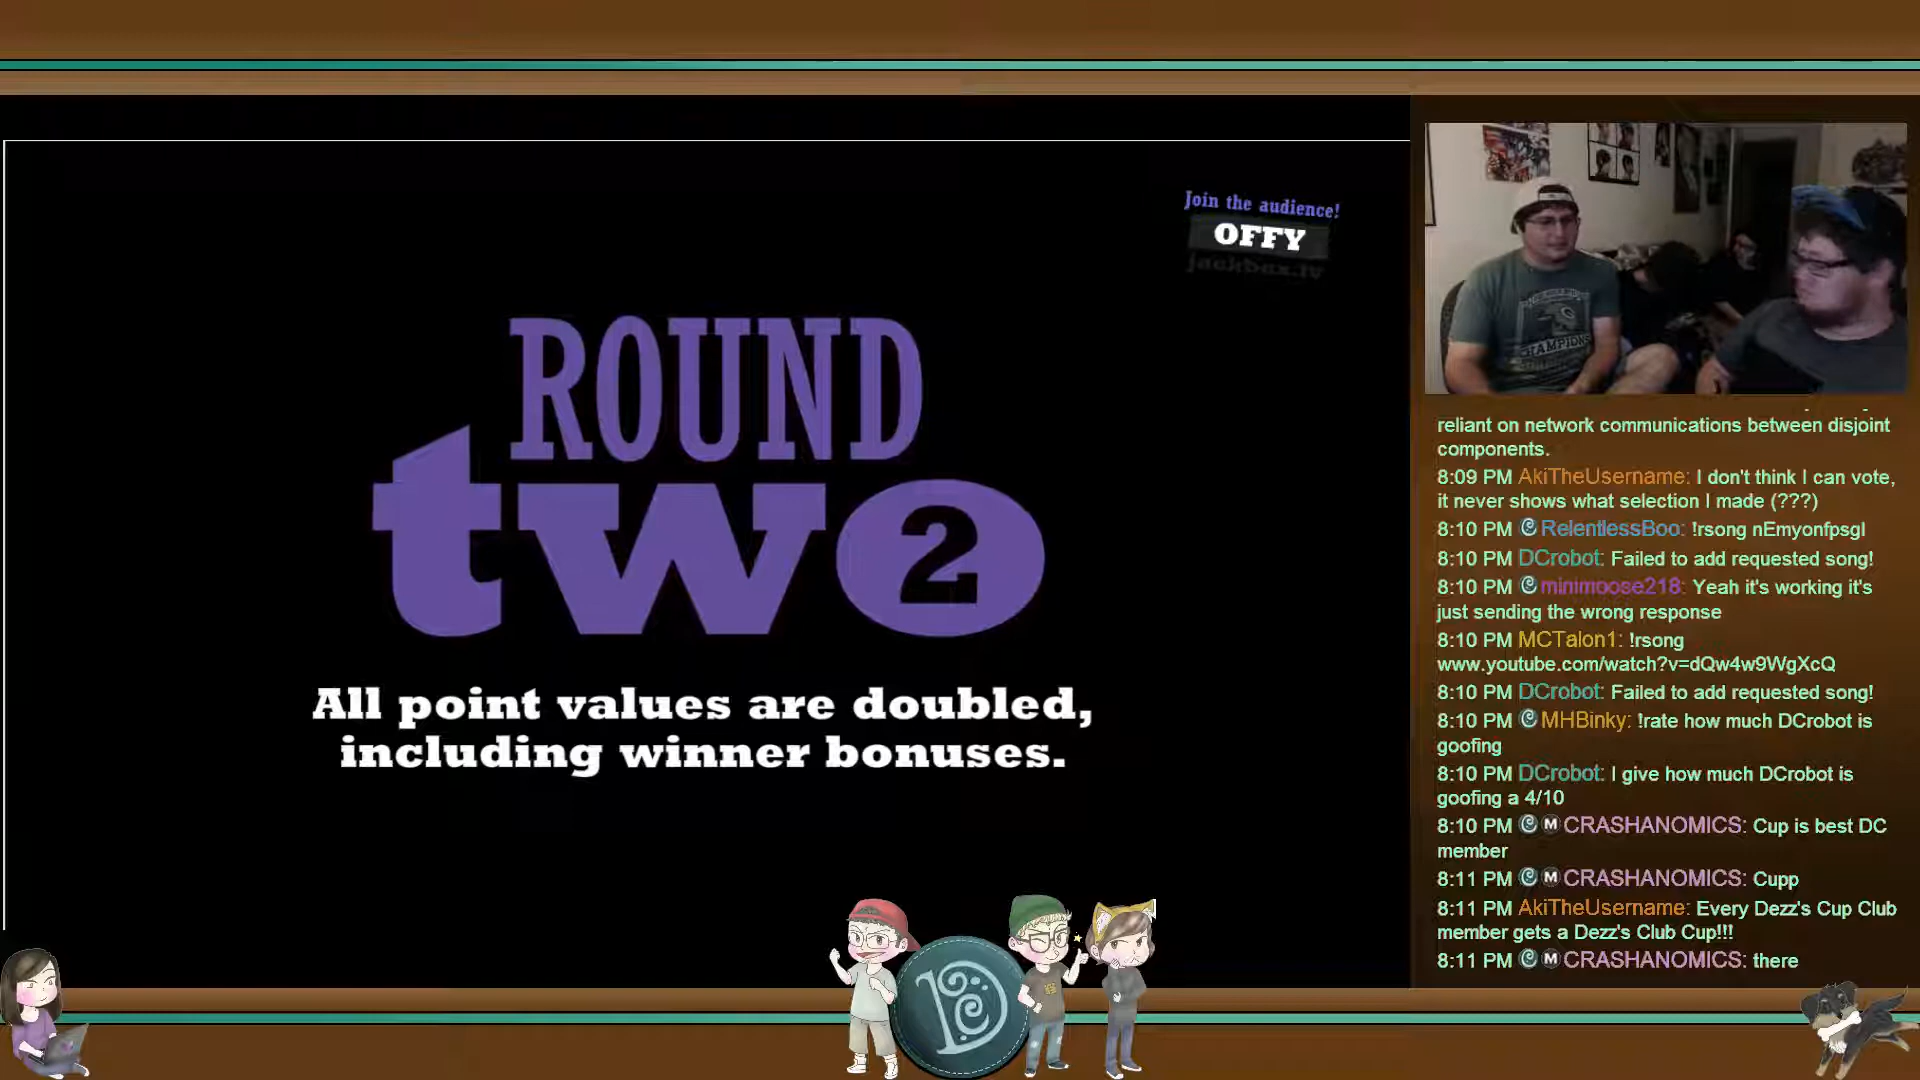 Join the audience!
OFFY
jackbox.tv
ROUND
two
2
All point values are doubled,
including winner bonuses.
CHAMPIONS
reliant on network communications between disjoint
components.
8:09 PM AkiTheUsername: I don't think I can vote,
it never shows what selection I made (???)
8:10 PM RelentlessBoo: !rsong nEmyonfpsgI
8:10 PM DCrobot: Failed to add requested song!
8:10 PM minimoose218: Yeah it's working it's
just sending the wrong response
8:10 PM MCTalon1: !rsong
www.youtube.com/watch?v=dQw4w9WgXcQ
8:10 PM DCrobot: Failed to add requested song!
8:10 PM MHBinky: !rate how much DCrobot is
goofing
8:10 PM DCrobot: I give how much DCrobot is
goofing a 4/10
8:10 PM M CRASHANOMICS: Cup is best DC
member
8:11 PM M CRASHANOMICS: Cupp
8:11 PM AkiTheUsername: Every Dezz's Cup Club
member gets a Dezz's Club Cup!!!
8:11 PM M CRASHANOMICS: there